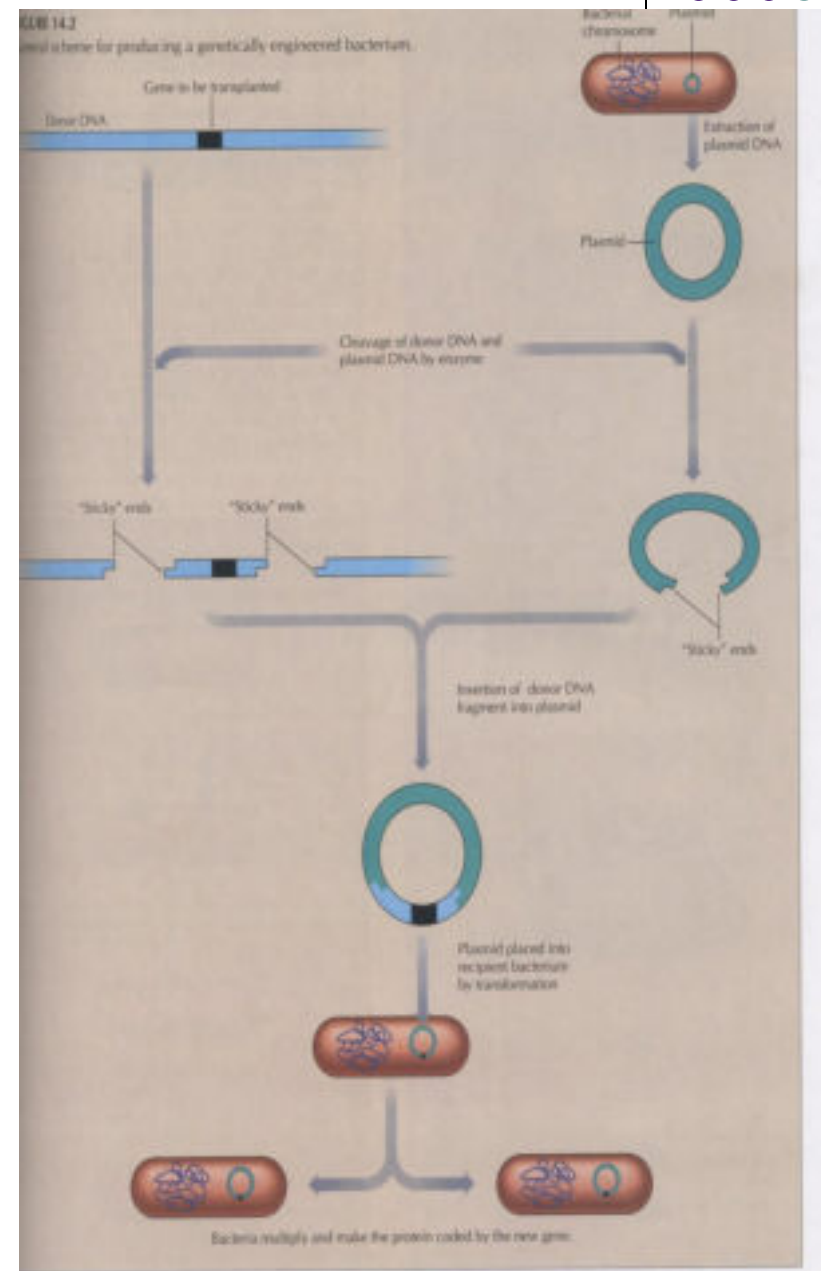 14.2
scheme for producing a genetically engineered bacterium.
Bacterial
chromosome
Plasmid
Gene to be transplanted
Donor DNA
Extraction of
plasmid DNA
Plasmid
Cleavage of donor DNA and
plasmid DNA by enzyme
"Sticky" ends
"Sticky" ends
"Sticky" ends
Insertion of donor DNA
fragment into plasmid
Plasmid placed into
recipient bacterium
by transformation
Bacteria multiply and make the protein coded by the new gene.